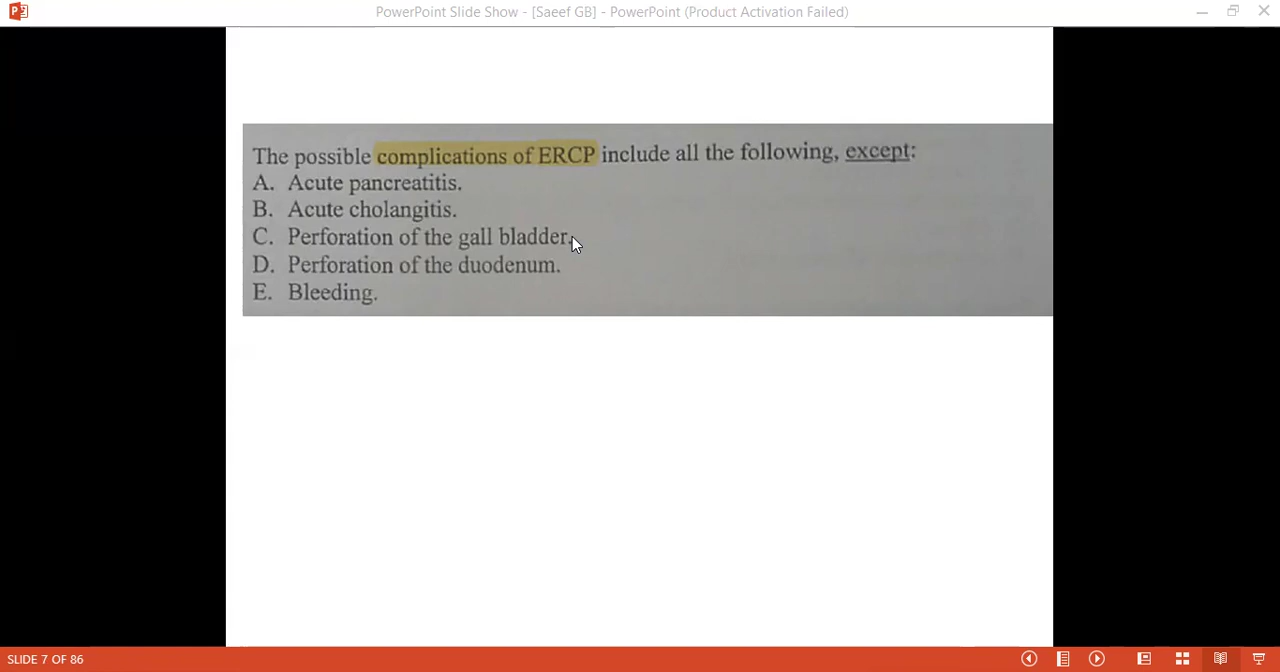 PowerPoint Slide Show - [Saeef GB] - PowerPoint (Product Activation Failed)
The possible complications of ERCP include all the following, except:
A. Acute pancreatitis.
B. Acute cholangitis.
C. Perforation of the gall bladder.
D. Perforation of the duodenum.
E. Bleeding.
SLIDE 7 OF 86